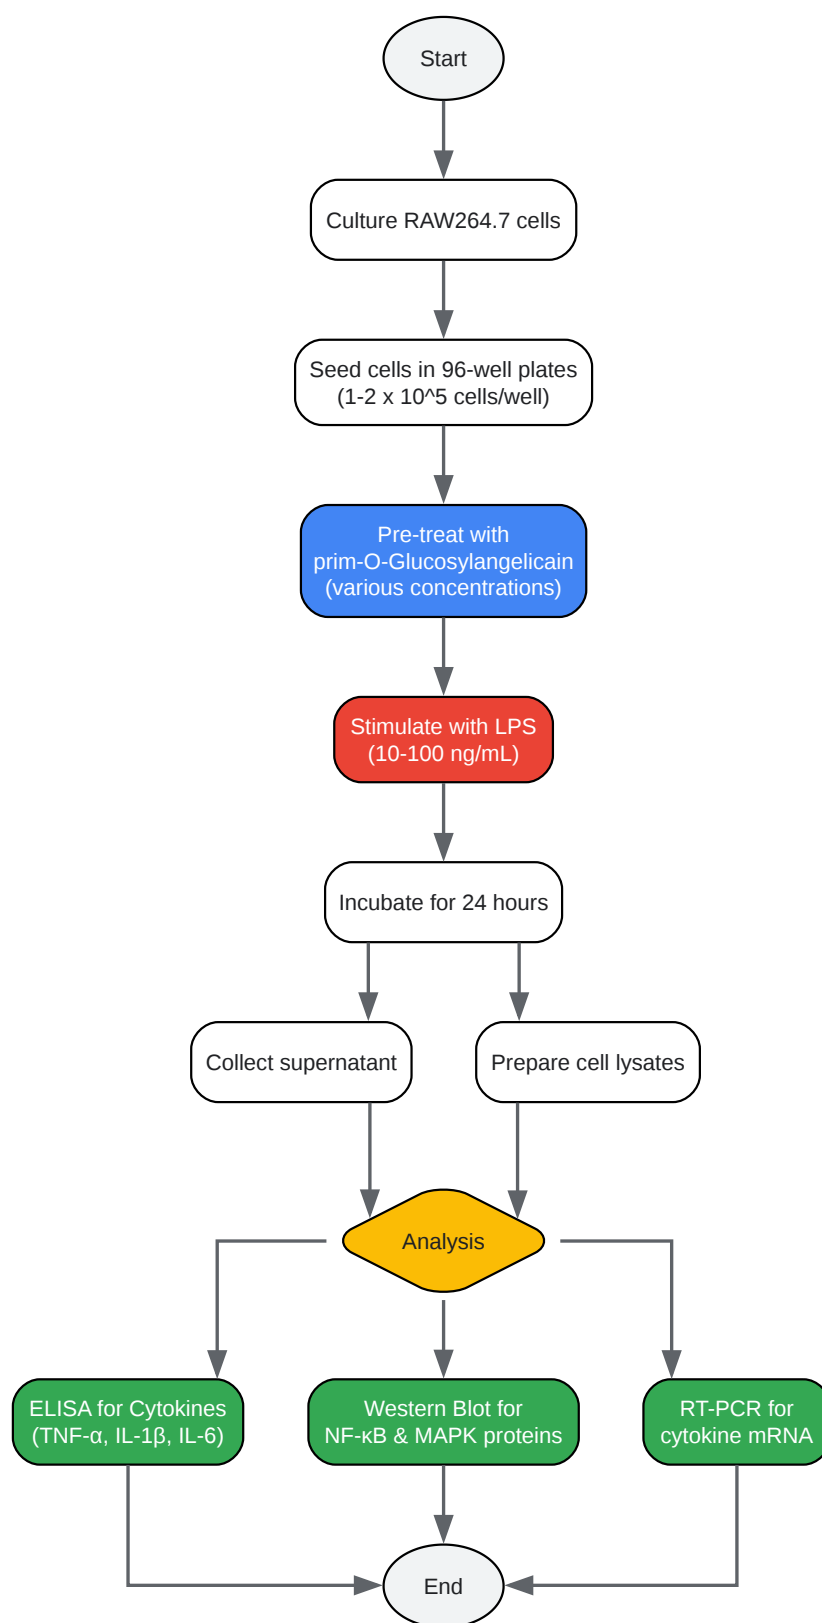 Start
Culture RAW264.7 cells
Seed cells in 96-well plates
(1-2 x 10^5 cells/well)
Pre-treat with
prim-O-Glucosylangelicain
(various concentrations)
Stimulate with LPS
(10-100 ng/mL)
Incubate for 24 hours
Collect supernatant
Prepare cell lysates
Analysis
ELISA for Cytokines
(TNF-α, IL-1β, IL-6)
Western Blot for
NF-κB & MAPK proteins
RT-PCR for
cytokine mRNA
End